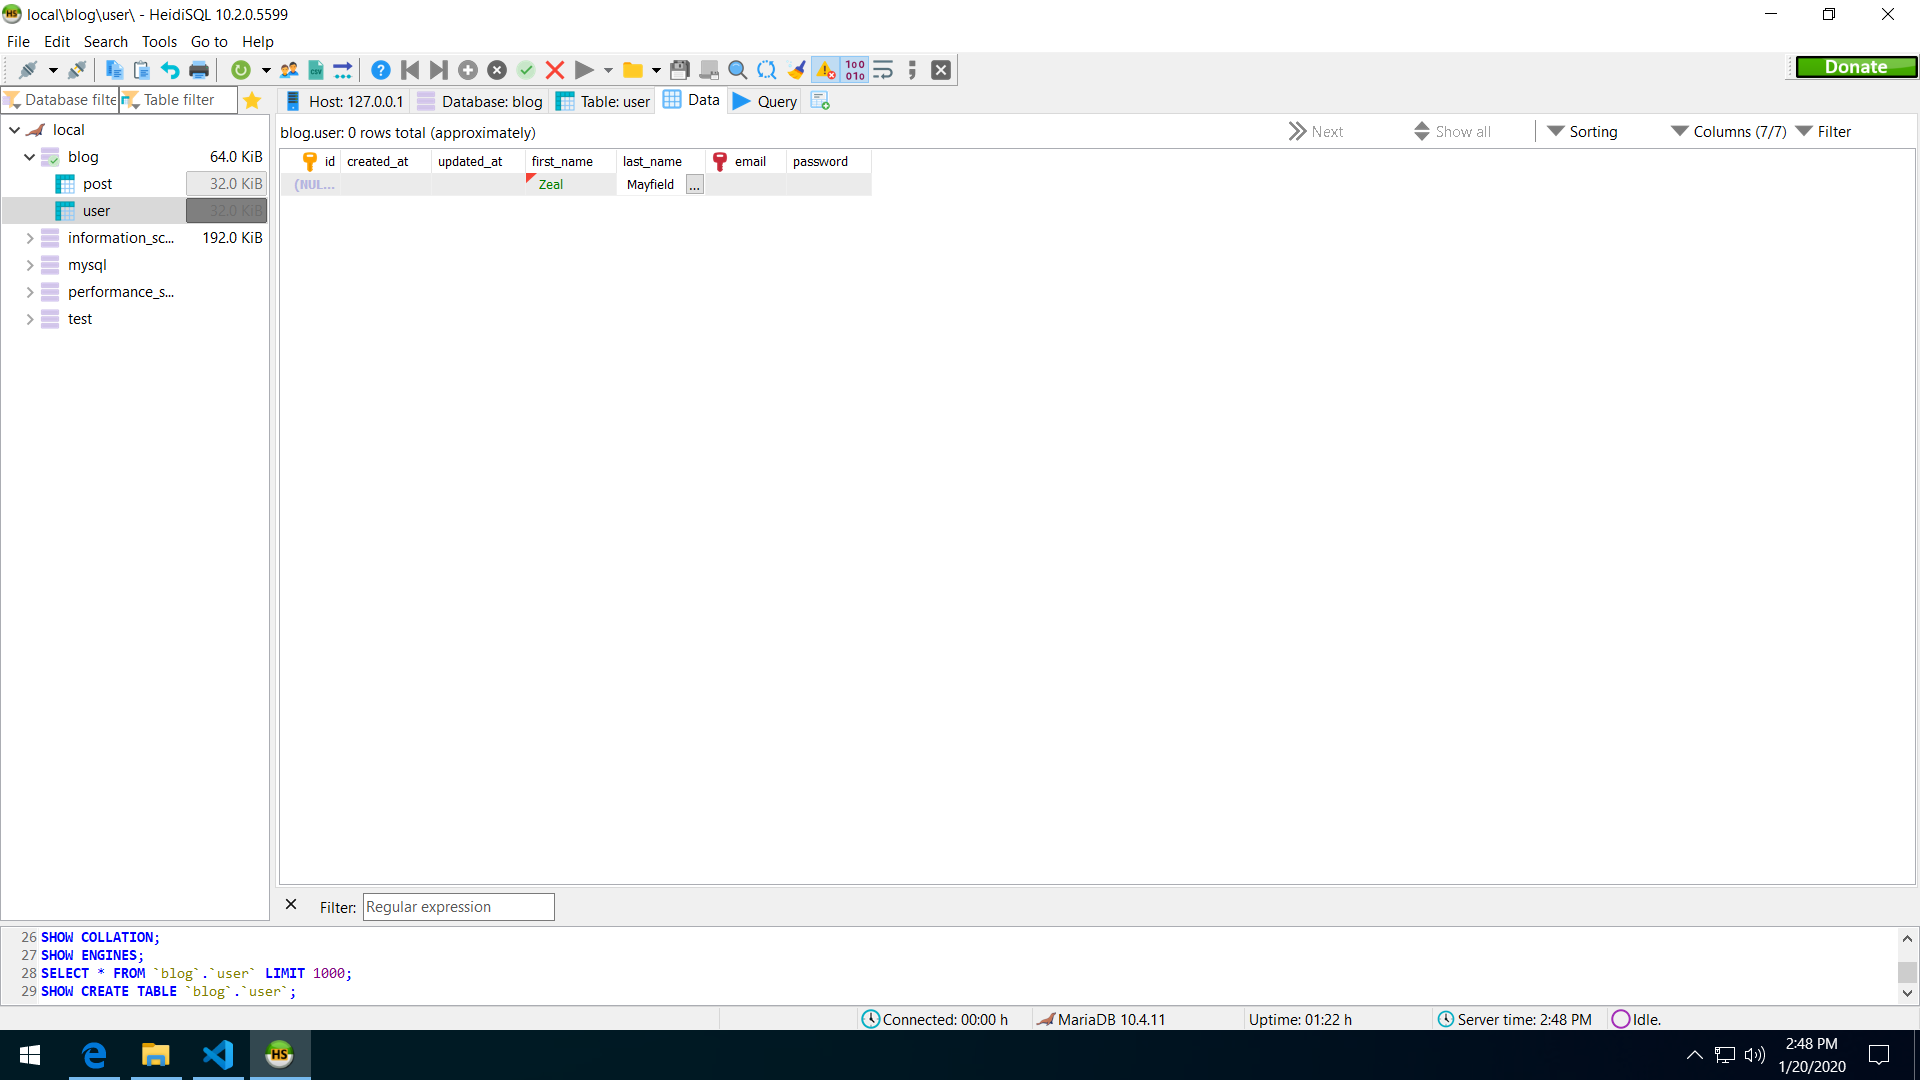 local\blog\user\ - HeidiSQL 10.2.0.5599
File Edit Search Tools Go to Help
Donate
Database filte Table filter
Host: 127.0.0.1 Database: blog Table: user Data Query
local
blog 64.0 KiB
post 32.0 KiB
user 32.0 KiB
information_sc... 192.0 KiB
mysql
performance_s...
test
blog.user: 0 rows total (approximately) Next Show all Sorting Columns (7/7) Filter
id created_at updated_at first_name last_name email password
(NUL... Zeal Mayfield ...
Filter: Regular expression
26 SHOW COLLATION;
27 SHOW ENGINES;
28 SELECT * FROM `blog`.`user` LIMIT 1000;
29 SHOW CREATE TABLE `blog`.`user`;
Connected: 00:00 h MariaDB 10.4.11 Uptime: 01:22 h Server time: 2:48 PM Idle.
HS
2:48 PM
1/20/2020